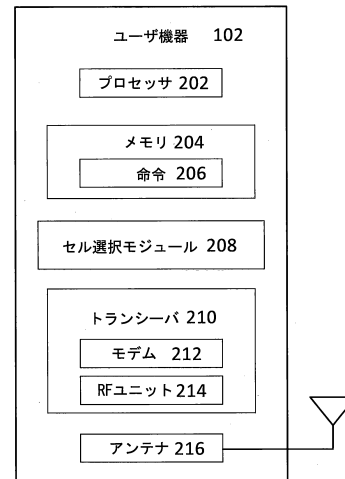 ユーザ機器 102
プロセッサ 202
メモリ 204
命令 206
セル選択モジュール 208
トランシーバ 210
モデム 212
RFユニット 214
アンテナ 216